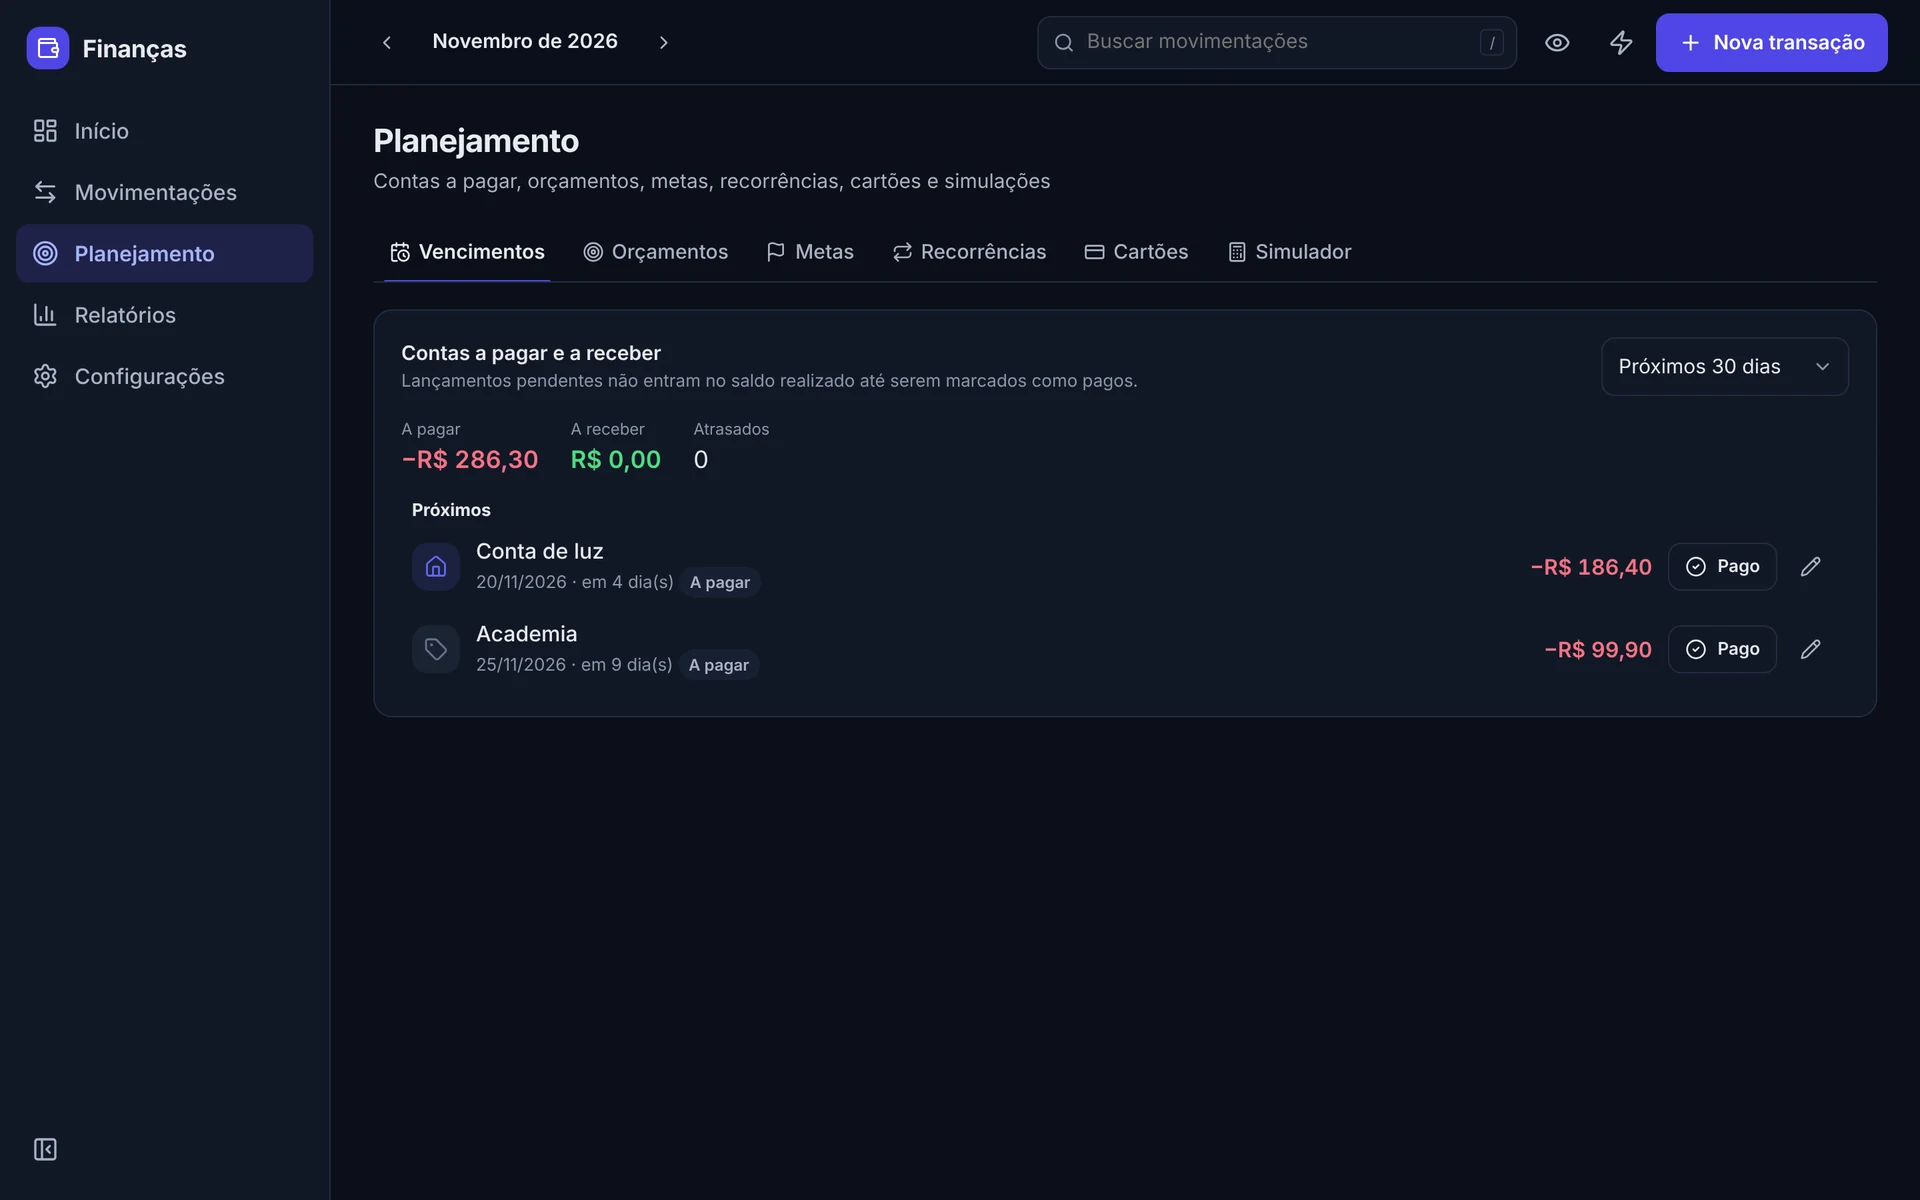 Finanças
Início
Movimentações
Planejamento
Relatórios
Configurações
Novembro de 2026
Buscar movimentações
/
Nova transação
Planejamento
Contas a pagar, orçamentos, metas, recorrências, cartões e simulações
Vencimentos
Orçamentos
Metas
Recorrências
Cartões
Simulador
Contas a pagar e a receber
Lançamentos pendentes não entram no saldo realizado até serem marcados como pagos.
Próximos 30 dias
A pagar
−R$ 286,30
A receber
R$ 0,00
Atrasados
0
Próximos
Conta de luz
20/11/2026 · em 4 dia(s) A pagar
−R$ 186,40
Pago
Academia
25/11/2026 · em 9 dia(s) A pagar
−R$ 99,90
Pago